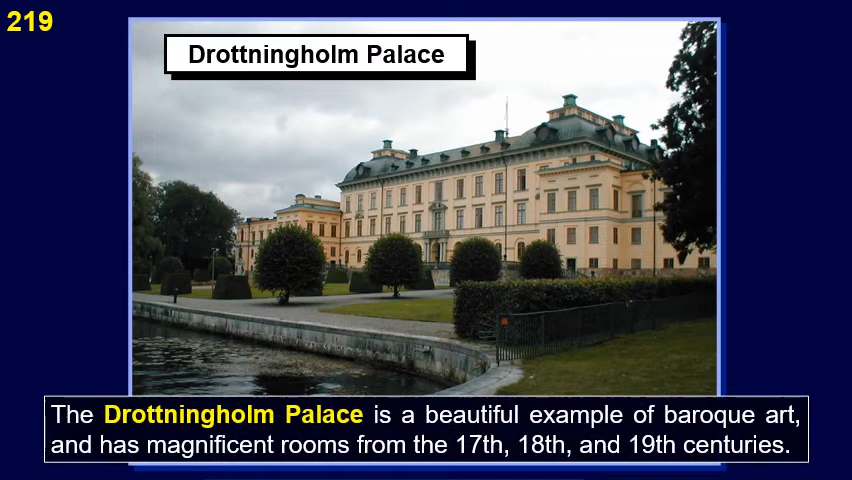 219
Drottningholm Palace
The Drottningholm Palace is a beautiful example of baroque art,
and has magnificent rooms from the 17th, 18th, and 19th centuries.